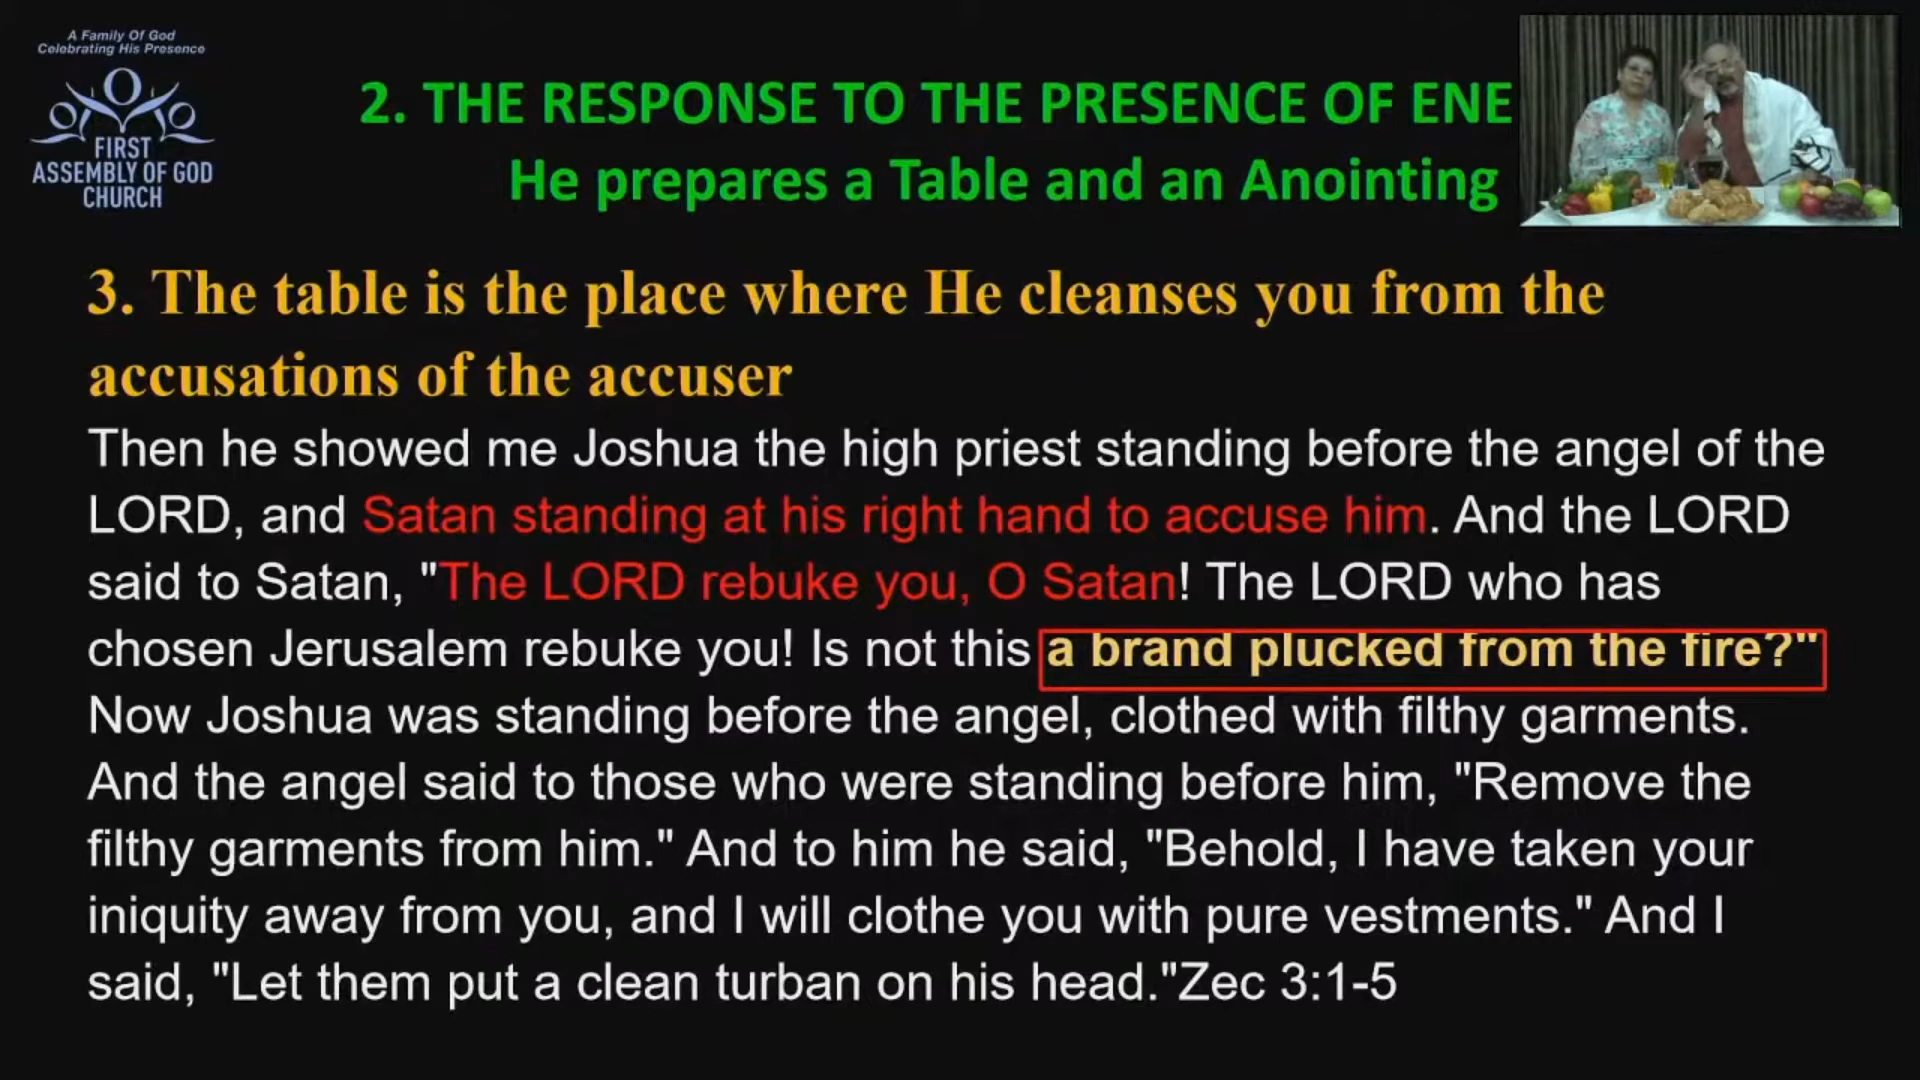 A Family Of God
Celebrating His Presence
FIRST
ASSEMBLY OF GOD
CHURCH
2. THE RESPONSE TO THE PRESENCE OF ENE
He prepares a Table and an Anointing
3. The table is the place where He cleanses you from the
accusations of the accuser
Then he showed me Joshua the high priest standing before the angel of the
LORD, and Satan standing at his right hand to accuse him. And the LORD
said to Satan, "The LORD rebuke you, O Satan! The LORD who has
chosen Jerusalem rebuke you! Is not this a brand plucked from the fire?"
Now Joshua was standing before the angel, clothed with filthy garments.
And the angel said to those who were standing before him, "Remove the
filthy garments from him." And to him he said, "Behold, I have taken your
iniquity away from you, and I will clothe you with pure vestments." And I
said, "Let them put a clean turban on his head."Zec 3:1-5